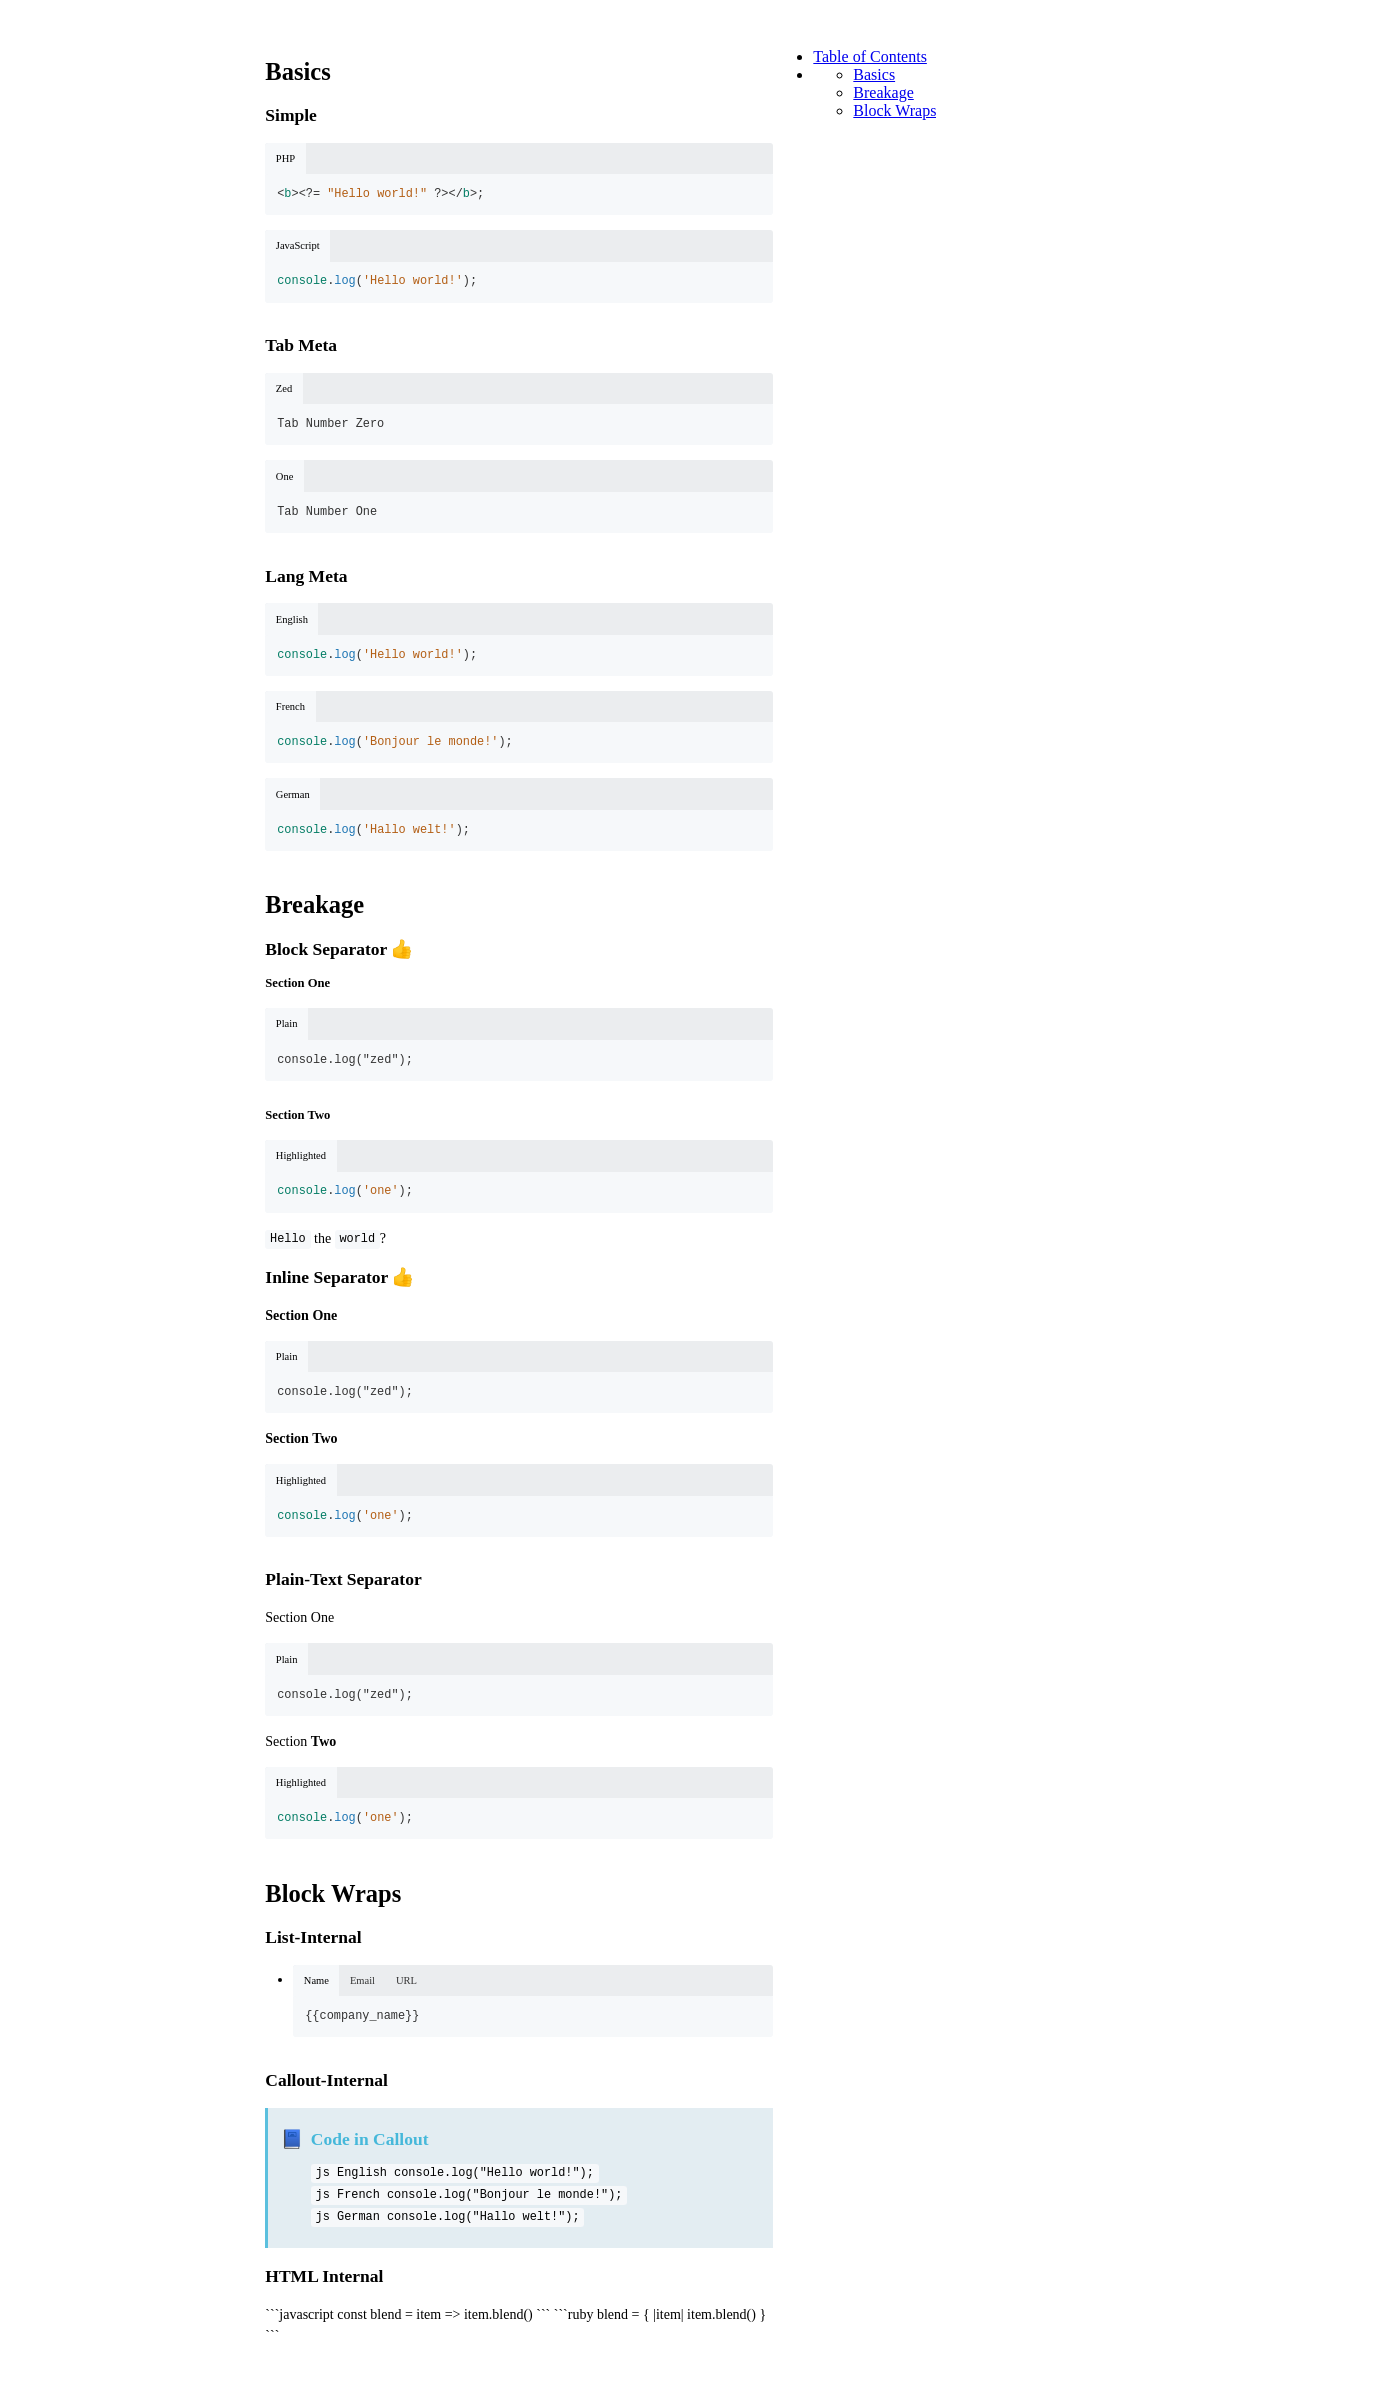 Basics
Simple
PHP
<b><?= "Hello world!" ?></b>;
JavaScript
console.log('Hello world!');
Tab Meta
Zed
Tab Number Zero
One
Tab Number One
Lang Meta
English
console.log('Hello world!');
French
console.log('Bonjour le monde!');
German
console.log('Hallo welt!');
Breakage
Block Separator 👍
Section One
Plain
console.log("zed");
Section Two
Highlighted
console.log('one');
Hello the world?
Inline Separator 👍
Section One
Plain
console.log("zed");
Section Two
Highlighted
console.log('one');
Plain-Text Separator
Section One
Plain
console.log("zed");
Section Two
Highlighted
console.log('one');
Block Wraps
List-Internal
Name Email URL
{{company_name}}
Callout-Internal
📘 Code in Callout
js English console.log("Hello world!");
js French console.log("Bonjour le monde!");
js German console.log("Hallo welt!");
HTML Internal
```javascript const blend = item => item.blend() ``` ```ruby blend = { |item| item.blend() }
```
Table of Contents
Basics
Breakage
Block Wraps